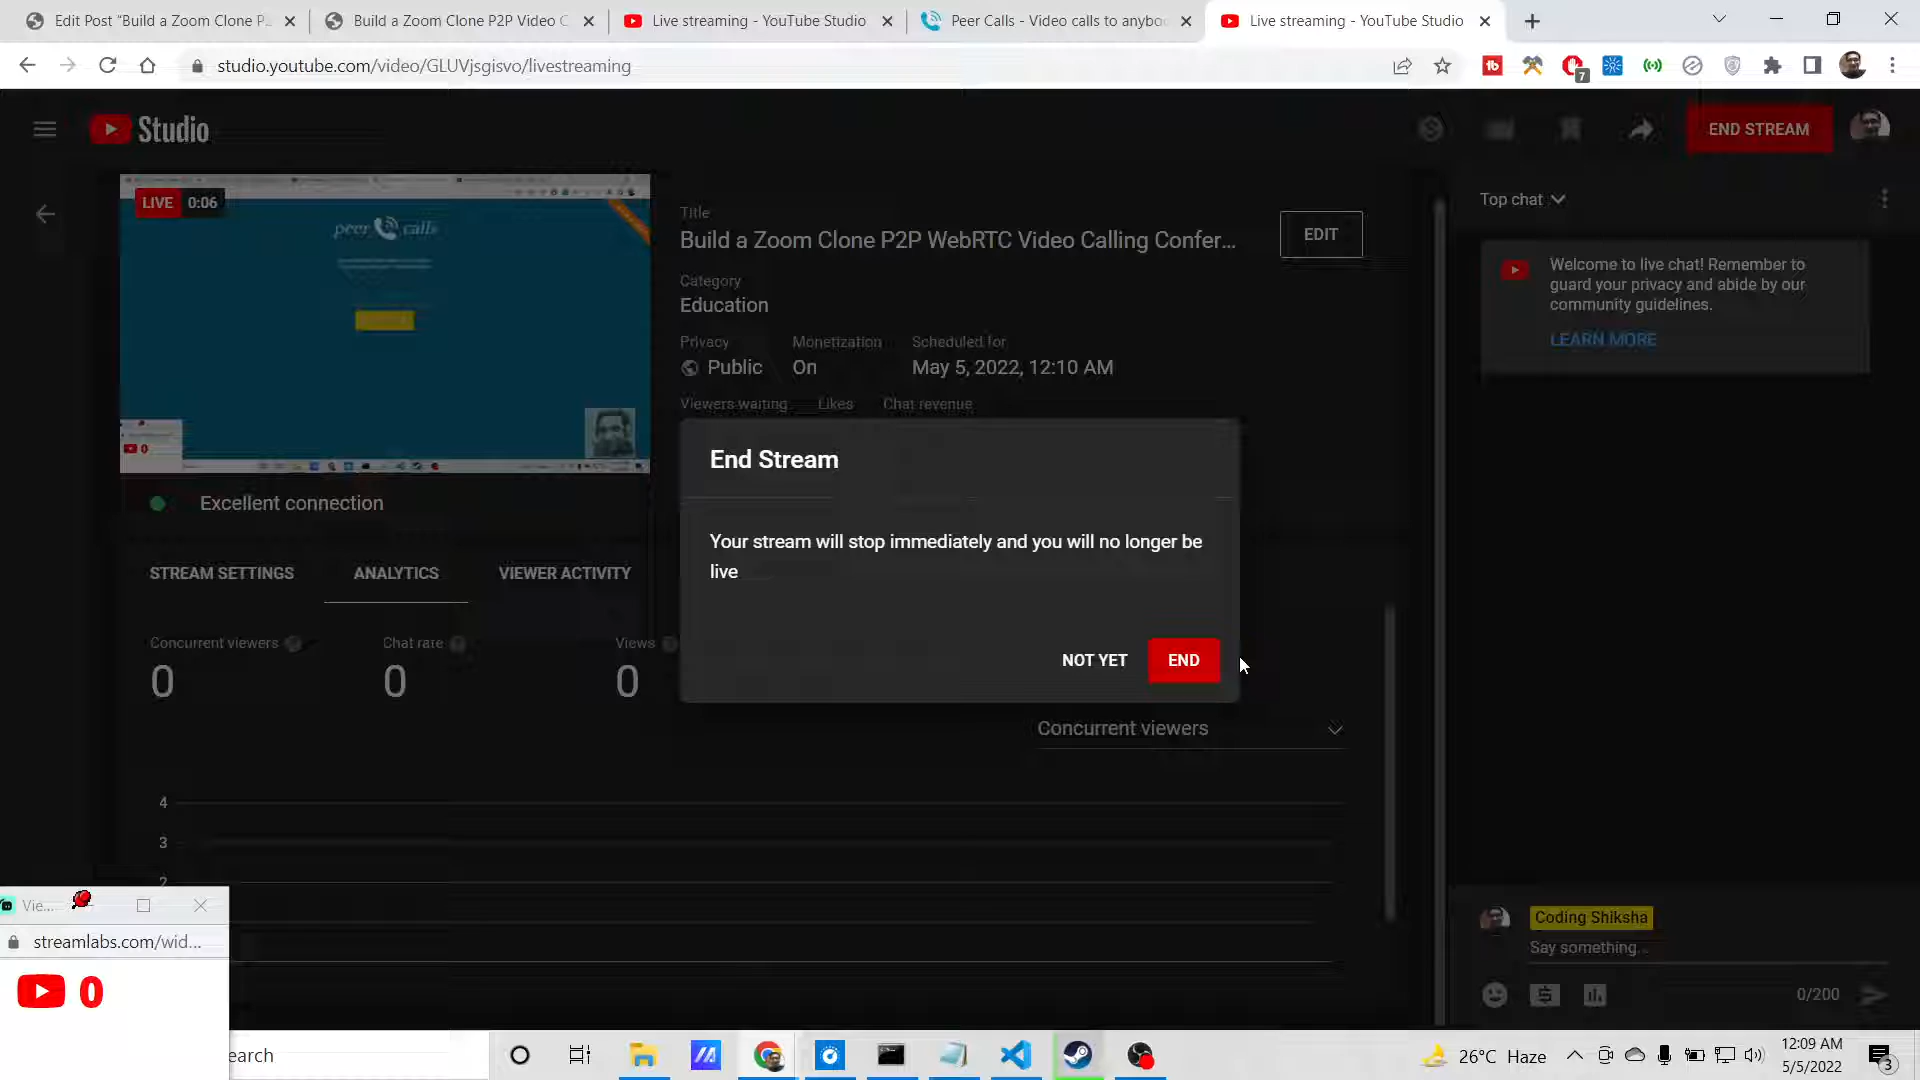 Edit Post "Build a Zoom Clone P...
Build a Zoom Clone P2P Video C
Live streaming - YouTube Studio
Peer Calls - Video calls to anybo
Live streaming - YouTube Studio
studio.youtube.com/video/GLUVjsgisvo/livestreaming
7
Studio
END STREAM
LIVE 0:06
peer calls
Title
Build a Zoom Clone P2P WebRTC Video Calling Confer...
EDIT
Category
Education
Privacy
Monetization
Scheduled for
Public
On
May 5, 2022, 12:10 AM
Viewers waiting
Likes
Chat revenue
Top chat
Welcome to live chat! Remember to
guard your privacy and abide by our
community guidelines.
LEARN MORE
0
Excellent connection
End Stream
Your stream will stop immediately and you will no longer be
live
NOT YET
END
STREAM SETTINGS
ANALYTICS
VIEWER ACTIVITY
Concurrent viewers
Chat rate
Views
0
0
0
Concurrent viewers
4
3
2
Coding Shiksha
Say something...
0/200
Vie...
streamlabs.com/wid...
0
earch
26°C Haze
12:09 AM
5/5/2022
3